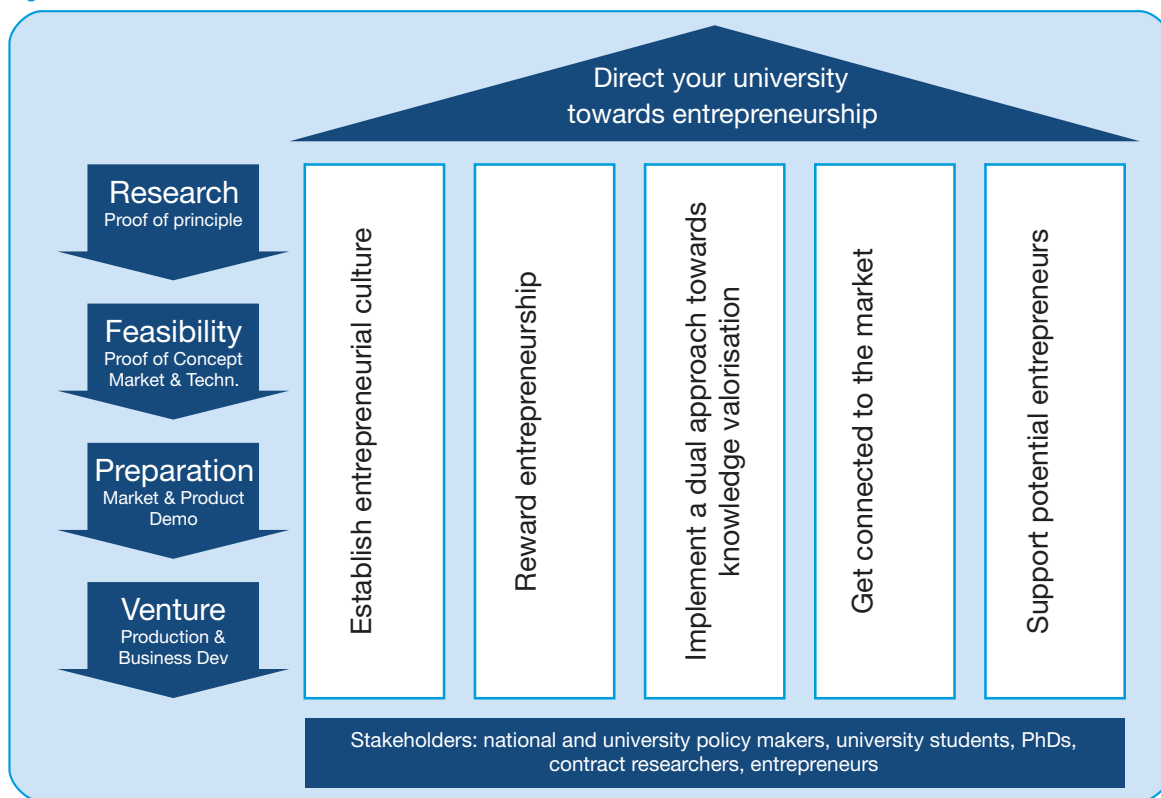 Direct your university
towards entrepreneurship
Research
Proof of principle
Feasibility
Proof of Concept
Market & Techn.
Preparation
Market & Product
Demo
Venture
Production &
Business Dev
Establish entrepreneurial culture
Reward entrepreneurship
Implement a dual approach towards
knowledge valorisation
Get connected to the market
Support potential entrepreneurs
Stakeholders: national and university policy makers, university students, PhDs,
contract researchers, entrepreneurs